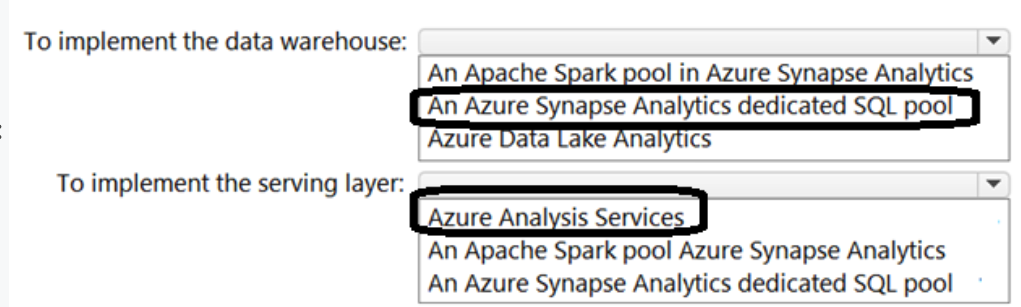 To implement the data warehouse:
An Apache Spark pool in Azure Synapse Analytics
An Azure Synapse Analytics dedicated SQL pool
Azure Data Lake Analytics
To implement the serving layer:
Azure Analysis Services
An Apache Spark pool Azure Synapse Analytics
An Azure Synapse Analytics dedicated SQL pool